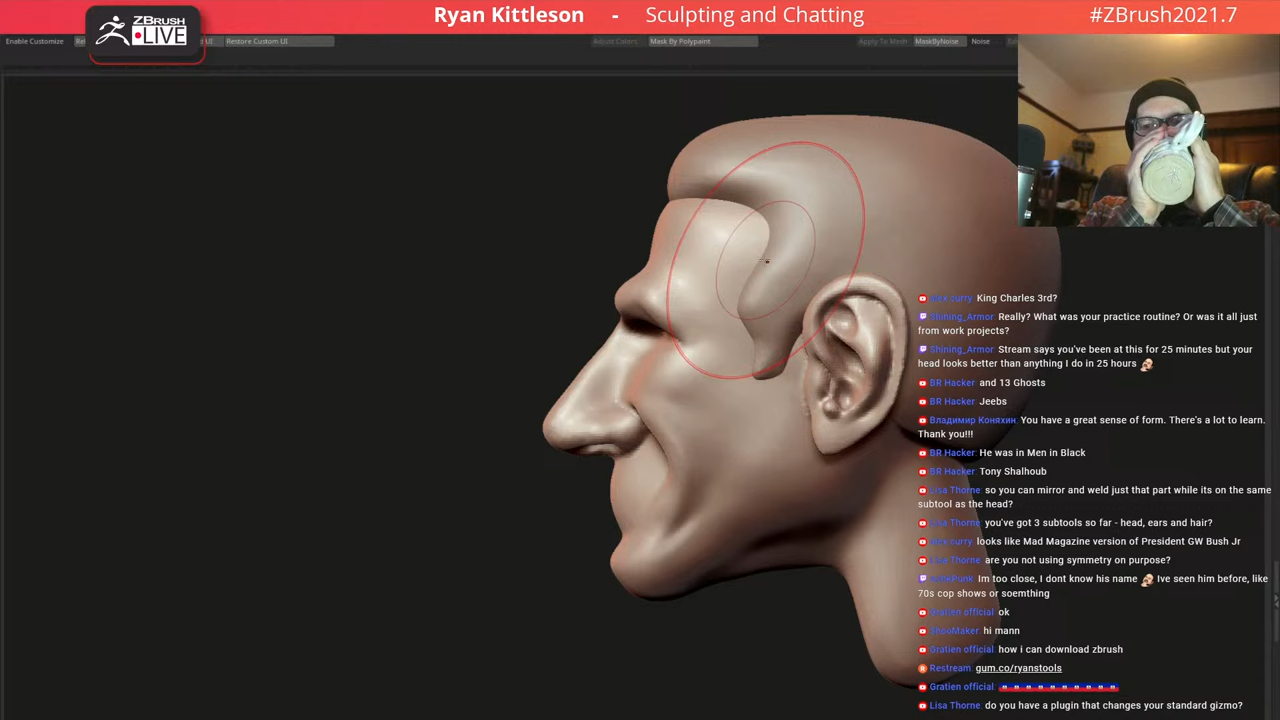 Ryan Kittleson - Sculpting and Chatting #ZBrush2021.7
ZBRUSH
LIVE
Enable Customize
UI Restore Custom UI
Adjust Colors Mask By Polypaint
Apply To Mesh MaskByNoise Noise
alex curry: King Charles 3rd?
Shining_Armor: Really? What was your practice routine? Or was it all just
from work projects?
Shining_Armor: Stream says you've been at this for 25 minutes but your
head looks better than anything I do in 25 hours
BR Hacker: and 13 Ghosts
BR Hacker: Jeebs
Владимир Коняхин: You have a great sense of form. There's a lot to learn.
Thank you!!!
BR Hacker: He was in Men in Black
BR Hacker: Tony Shalhoub
Lisa Thorne: so you can mirror and weld just that part while its on the same
subtool as the head?
Lisa Thorne: you've got 3 subtools so far - head, ears and hair?
alex curry: looks like Mad Magazine version of President GW Bush Jr
Lisa Thorne: are you not using symmetry on purpose?
Im too close, I dont know his name Ive seen him before, like
70s cop shows or soemthing
Gratien official: ok
hi mann
Gratien official: how i can download zbrush
Restream: gum.co/ryanstools
Gratien official:
Lisa Thorne: do you have a plugin that changes your standard gizmo?